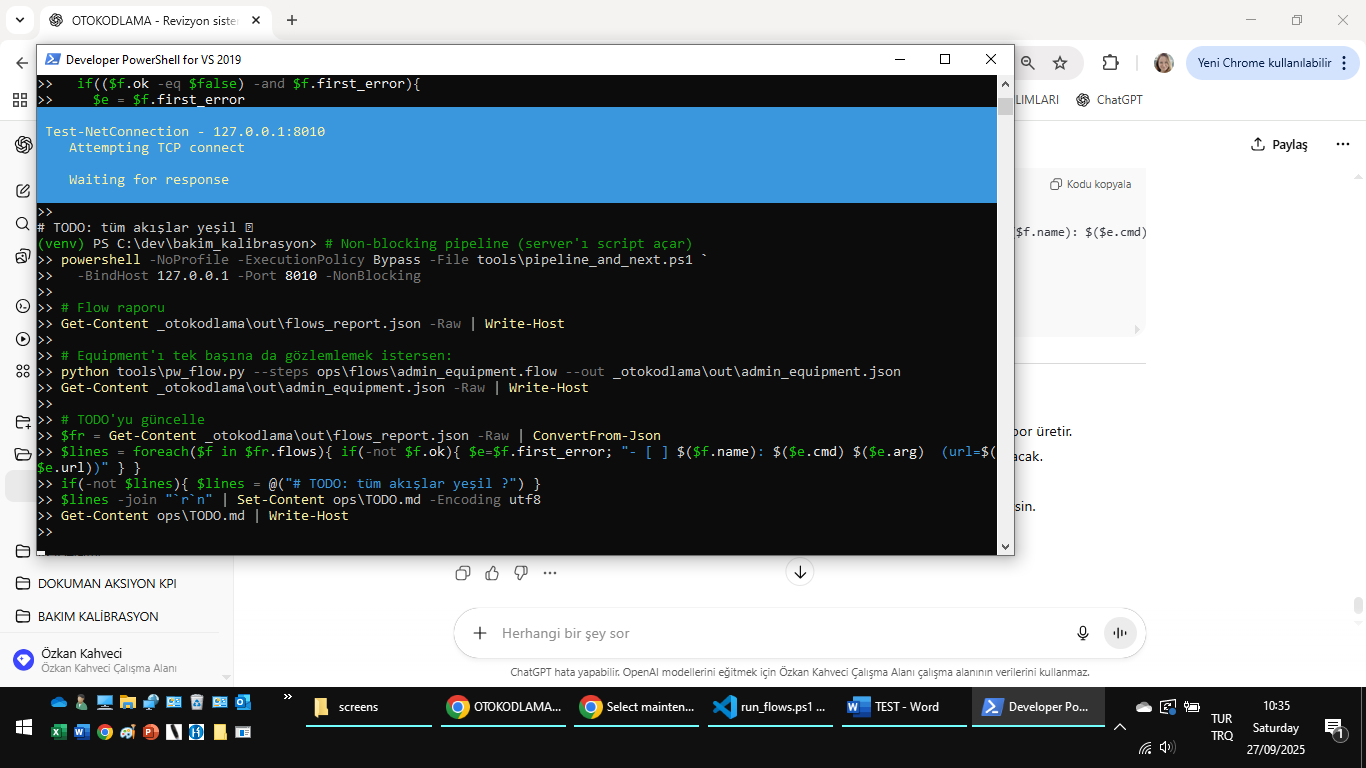 OTOKODLAMA - Revizyon siste
Developer PowerShell for VS 2019
Yeni Chrome kullanılabilir
LIMLARI
ChatGPT
Paylaş
Kodu kopyala
$f.name): $($e.cmd)
por üretir.
acak.
sin.
>>   if(($f.ok -eq $false) -and $f.first_error){
>>     $e = $f.first_error
Test-NetConnection - 127.0.0.1:8010
Attempting TCP connect
Waiting for response
>>
# TODO: tüm akışlar yeşil
(venv) PS C:\dev\bakim_kalibrasyon> # Non-blocking pipeline (server'ı script açar)
>> powershell -NoProfile -ExecutionPolicy Bypass -File tools\pipeline_and_next.ps1 `
>>   -BindHost 127.0.0.1 -Port 8010 -NonBlocking
>>
>> # Flow raporu
>> Get-Content _otokodlama\out\flows_report.json -Raw | Write-Host
>>
>> # Equipment'ı tek başına da gözlemlemek istersen:
>> python tools\pw_flow.py --steps ops\flows\admin_equipment.flow --out _otokodlama\out\admin_equipment.json
>> Get-Content _otokodlama\out\admin_equipment.json -Raw | Write-Host
>>
>> # TODO'yu güncelle
>> $fr = Get-Content _otokodlama\out\flows_report.json -Raw | ConvertFrom-Json
>> $lines = foreach($f in $fr.flows){ if(-not $f.ok){ $e=$f.first_error; "- [ ] $($f.name): $($e.cmd) $($e.arg)  (url=$(
$e.url))" } }
>> if(-not $lines){ $lines = @("# TODO: tüm akışlar yeşil ?") }
>> $lines -join "`r`n" | Set-Content ops\TODO.md -Encoding utf8
>> Get-Content ops\TODO.md | Write-Host
>>
DOKUMAN AKSIYON KPI
BAKIM KALİBRASYON
Özkan Kahveci
Özkan Kahveci Çalışma Alanı
Herhangi bir şey sor
ChatGPT hata yapabilir. OpenAI modellerini eğitmek için Özkan Kahveci Çalışma Alanı çalışma alanının verilerini kullanmaz.
screens
OTOKODLAMA...
Select mainten...
run_flows.ps1 ...
TEST - Word
Developer Po...
TUR
TRQ
10:35
Saturday
27/09/2025
1